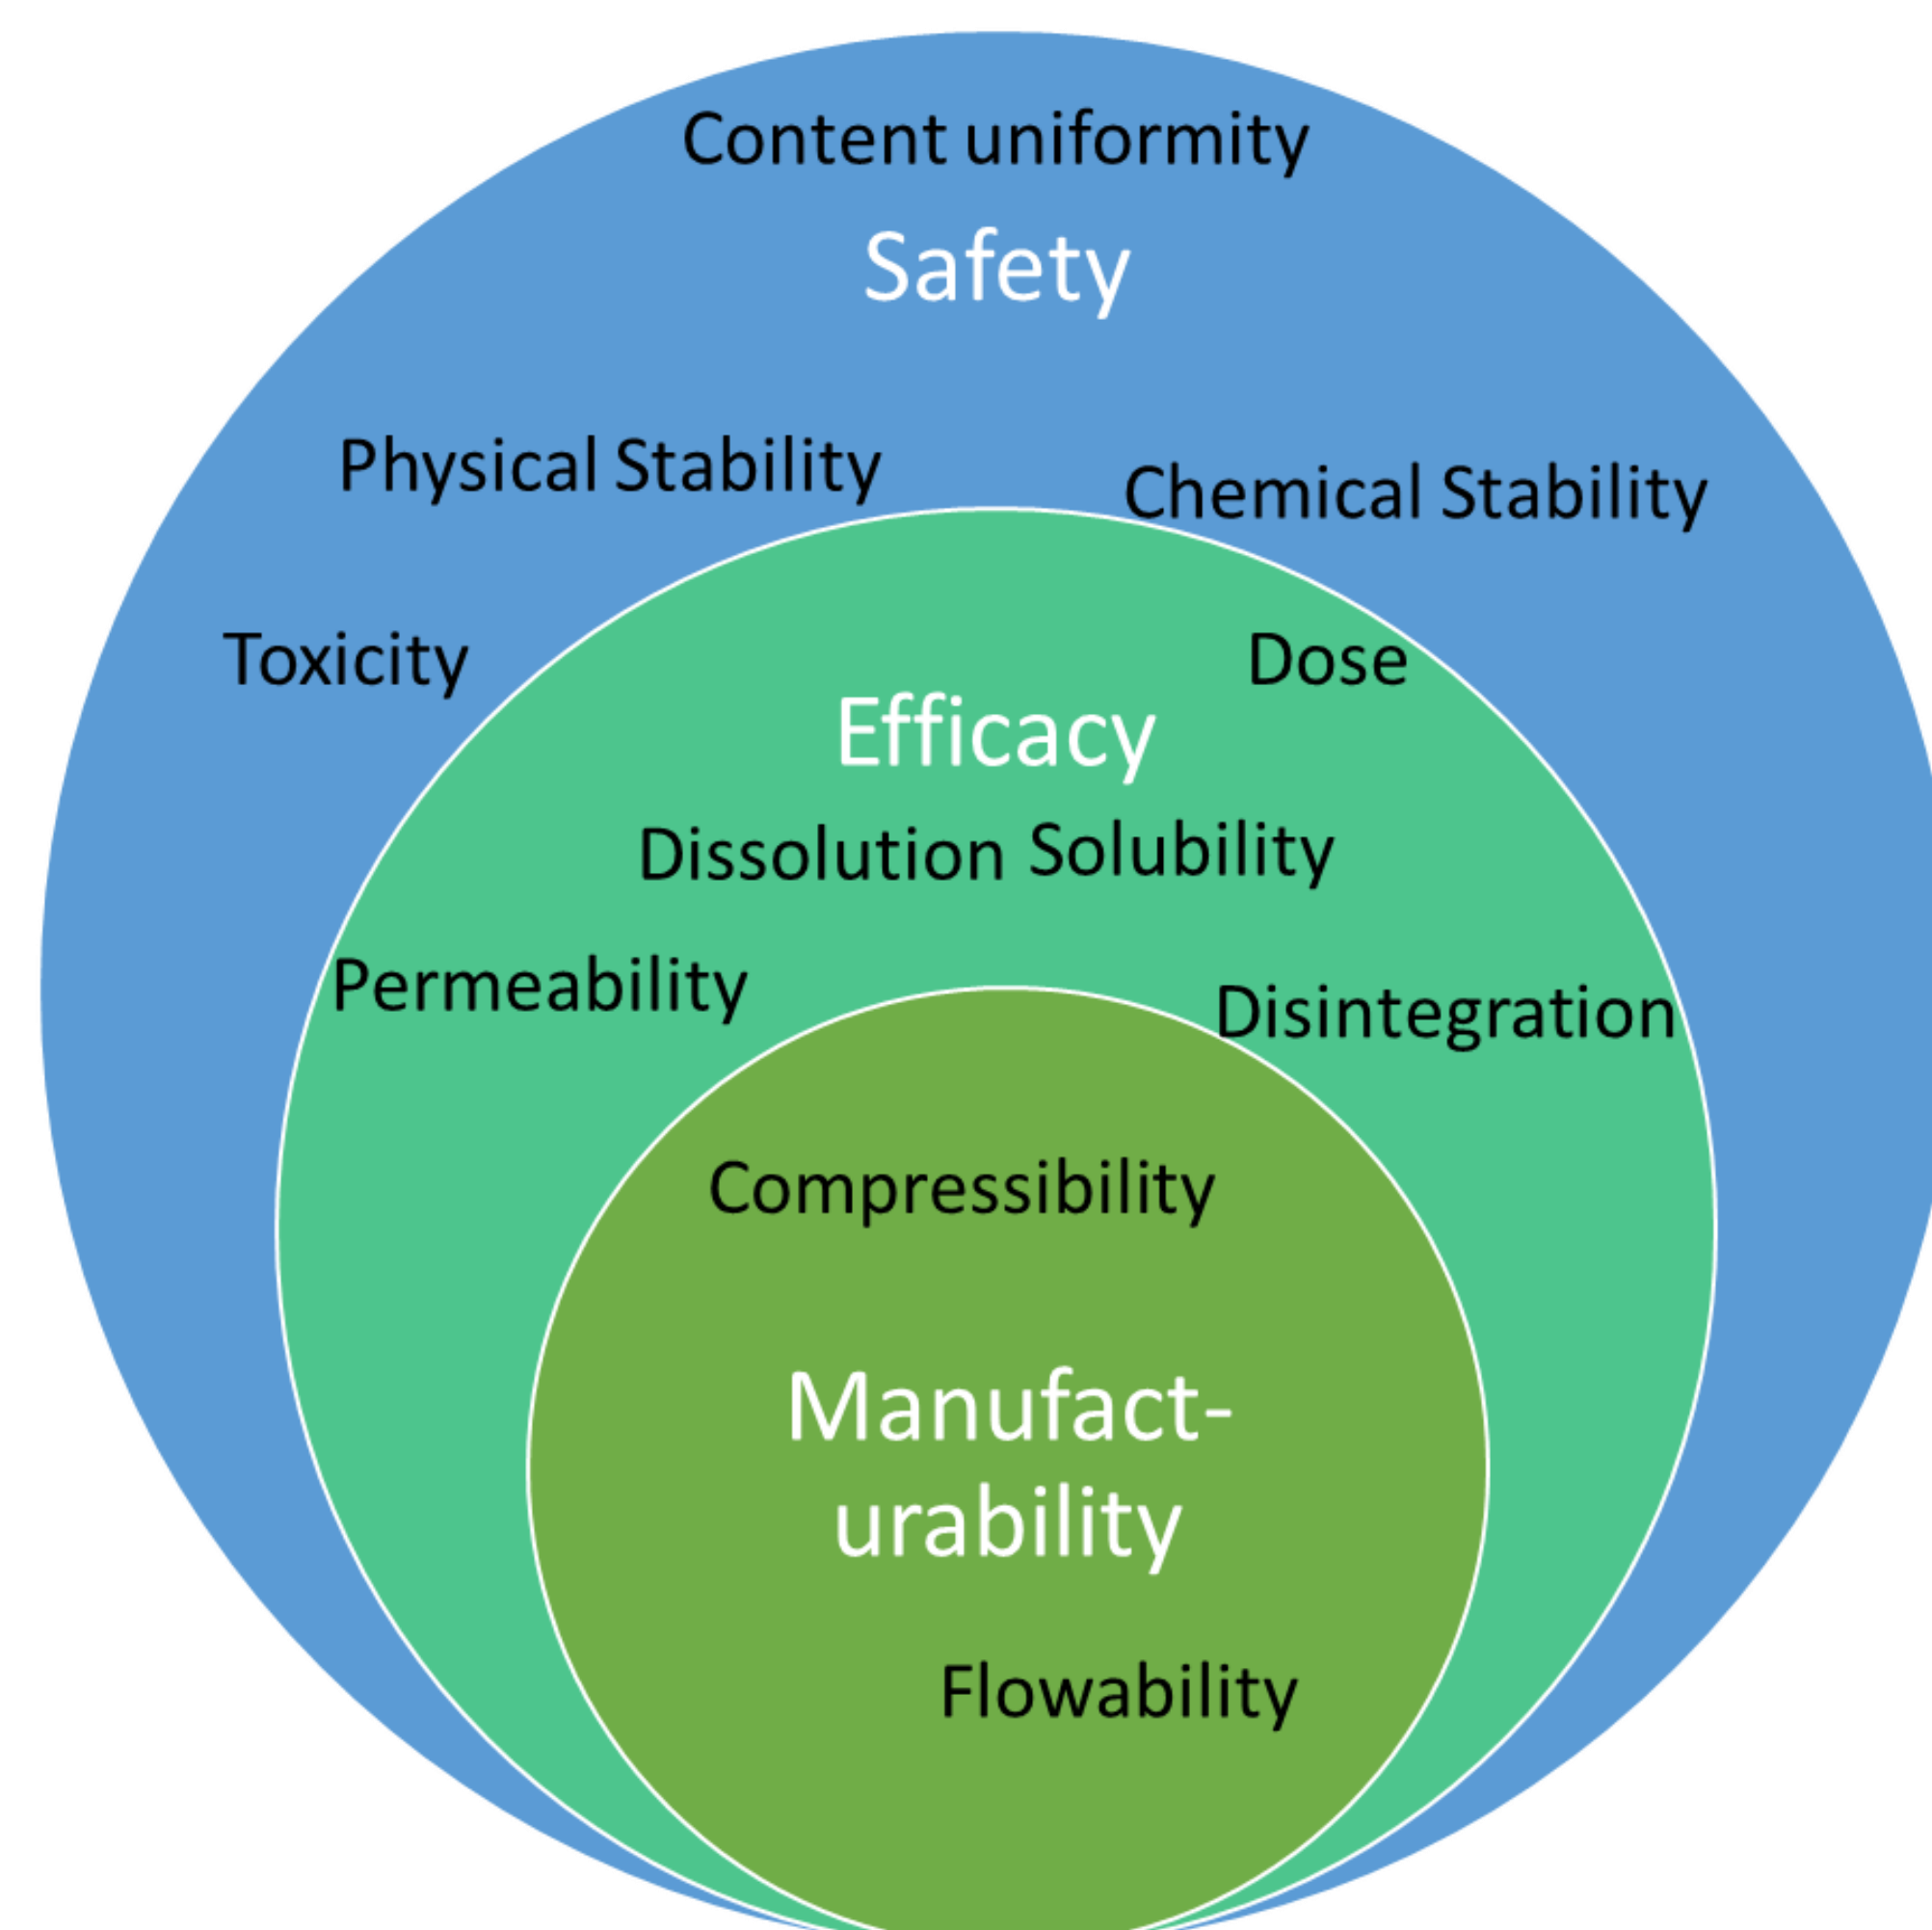 Content uniformity
Safety
Physical Stability
Chemical Stability
Toxicity
Dose
Efficacy
Dissolution Solubility
Permeability
Disintegration
Compressibility
Manufact-
urability
Flowability